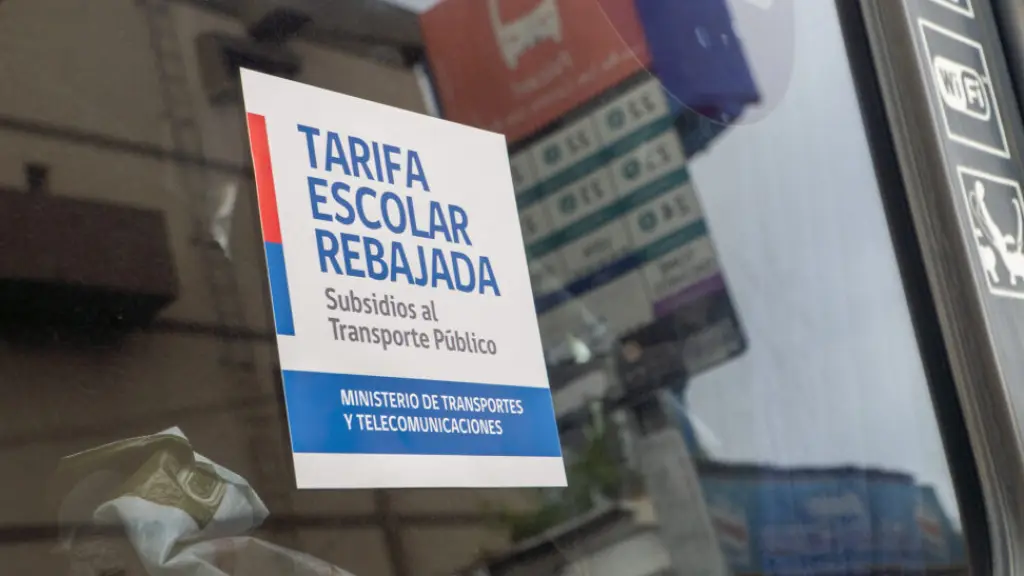 TARIFA
ESCOLAR
REBAJADA
Subsidios al
Transporte Público
MINISTERIO DE TRANSPORTES
Y TELECOMUNICACIONES
WiFi